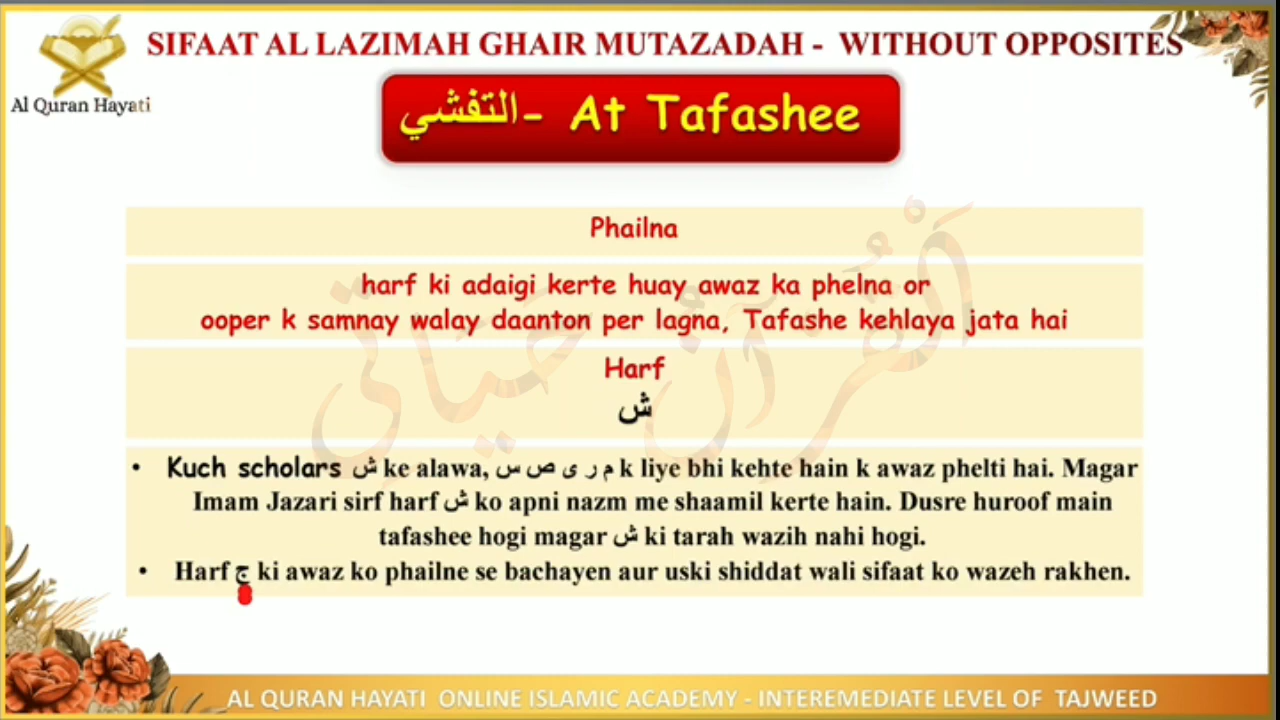 SIFAAT AL LAZIMAH GHAIR MUTAZADAH - WITHOUT OPPOSITES
Al Quran Hayati
التفشي- At Tafashee
Phailna
harf ki adaigi kerte huay awaz ka phelna or
ooper k samnay walay daanton per lagna, Tafashe kehlaya jata hai
Harf
ش
• Kuch scholars ش ke alawa, م ر ى ص س k liye bhi kehte hain k awaz phelti hai. Magar
Imam Jazari sirf harf ش ko apni nazm me shaamil kerte hain. Dusre huroof main
tafashee hogi magar ش ki tarah wazih nahi hogi.
• Harf ج ki awaz ko phailne se bachayen aur uski shiddat wali sifaat ko wazeh rakhen.
اَلْقُرْآنُ حَيَاتِي
AL QURAN HAYATI ONLINE ISLAMIC ACADEMY - INTEREMEDIATE LEVEL OF TAJWEED